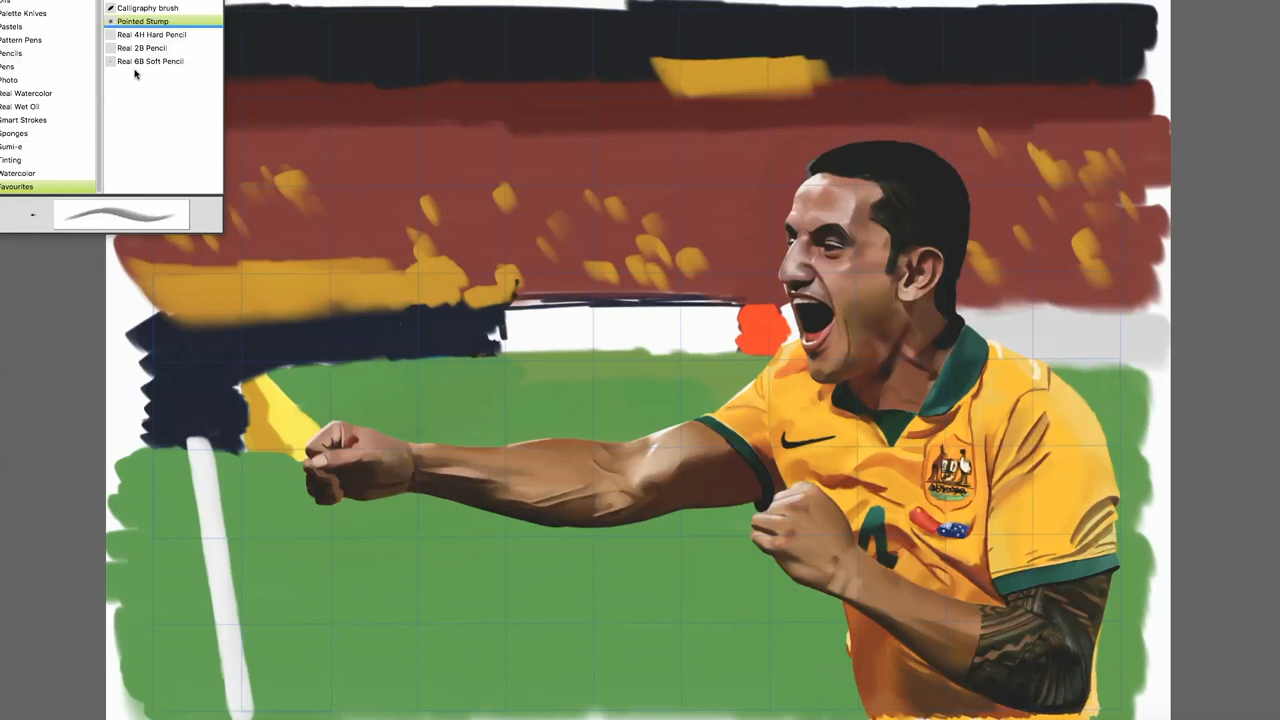 Palette Knives
Pastels
Pattern Pens
Pencils
Pens
Photo
Real Watercolor
Real Wet Oil
Smart Strokes
Sponges
Sumi-e
Tinting
Watercolor
Favourites
Calligraphy brush
Pointed Stump
Real 4H Hard Pencil
Real 2B Pencil
Real 6B Soft Pencil
4